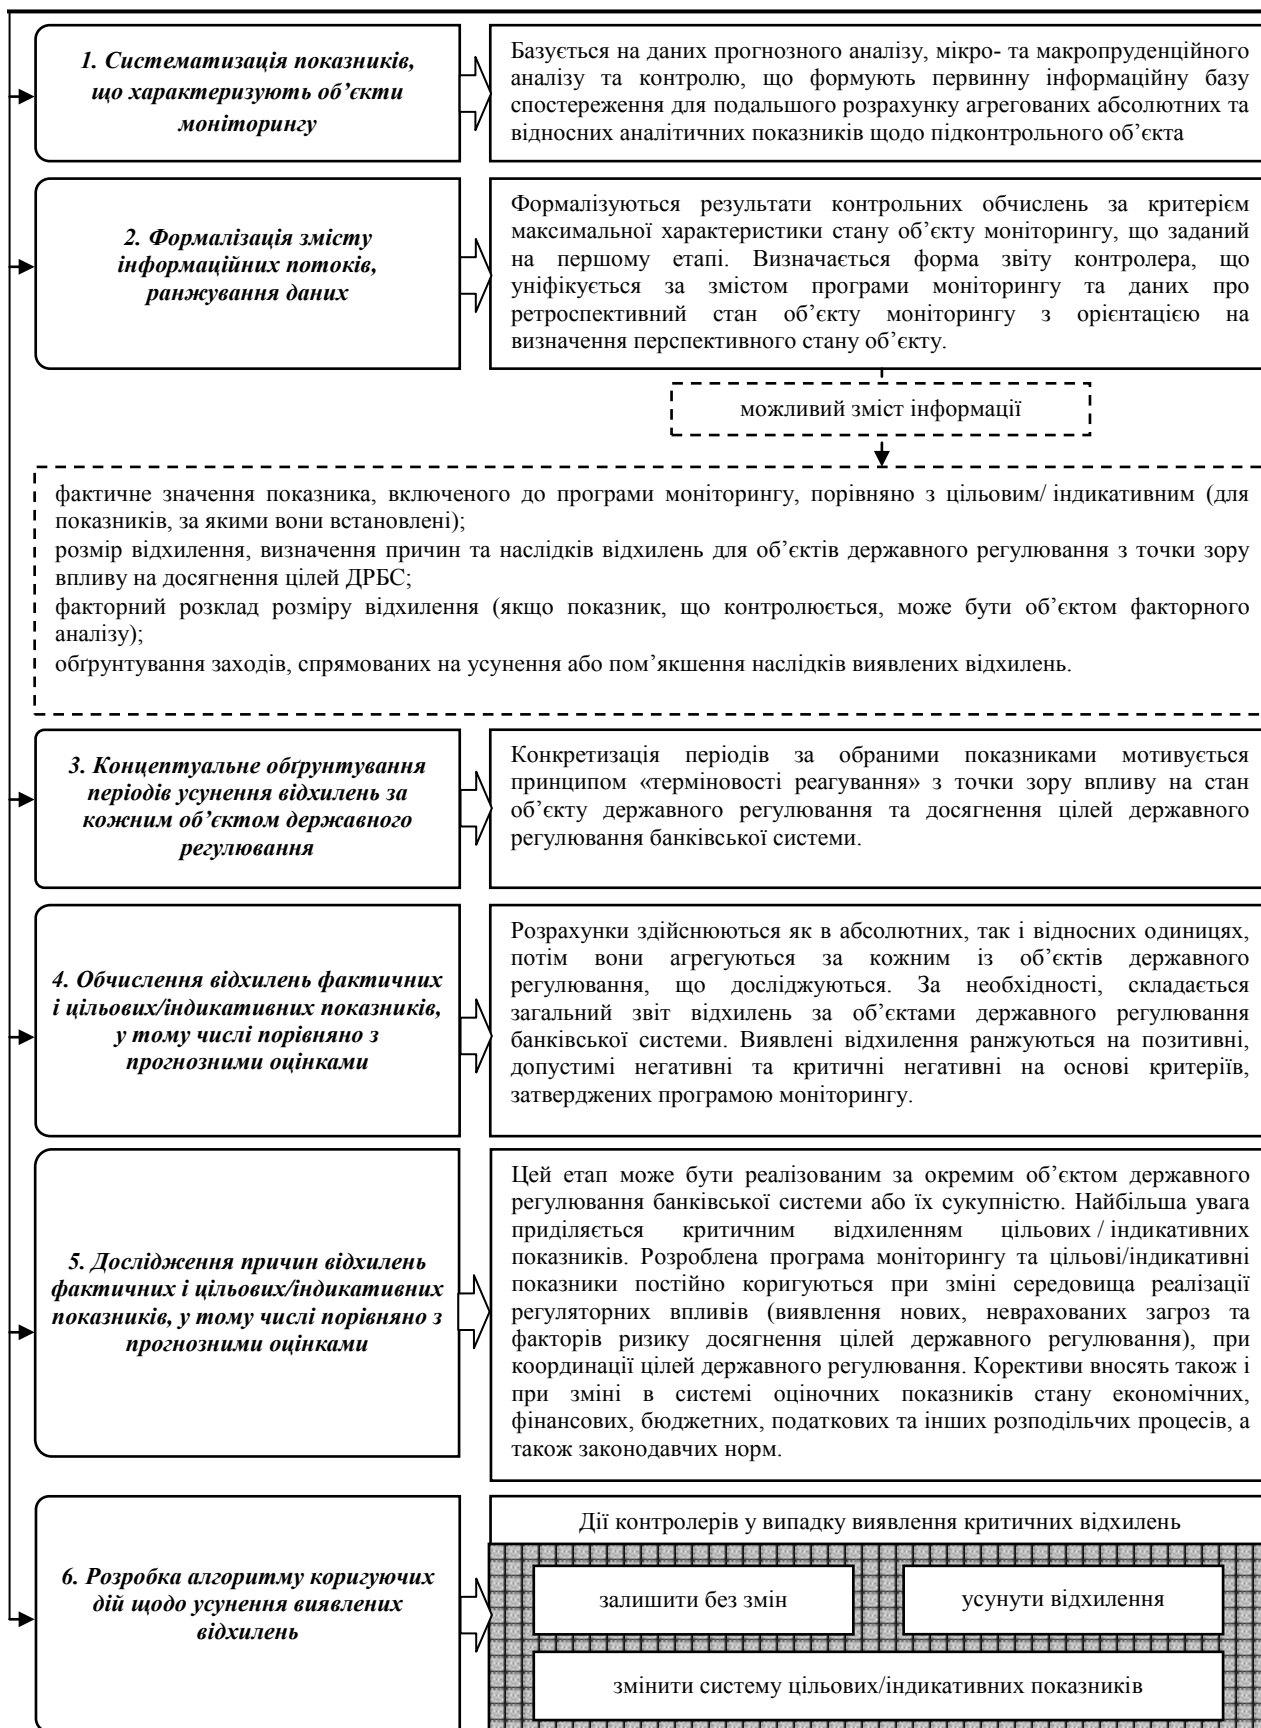 1. Систематизація показників,
що характеризують об’єкти
моніторингу
Базується на даних прогнозного аналізу, мікро- та макропруденційного
аналізу та контролю, що формують первинну інформаційну базу
спостереження для подальшого розрахунку агрегованих абсолютних та
відносних аналітичних показників щодо підконтрольного об’єкта
2. Формалізація змісту
інформаційних потоків,
ранжування даних
Формалізуються результати контрольних обчислень за критерієм
максимальної характеристики стану об’єкту моніторингу, що заданий
на першому етапі. Визначається форма звіту контролера, що
уніфікується за змістом програми моніторингу та даних про
ретроспективний стан об’єкту моніторингу з орієнтацією на
визначення перспективного стану об’єкту.
можливий зміст інформації
фактичне значення показника, включеного до програми моніторингу, порівняно з цільовим/ індикативним (для
показників, за якими вони встановлені);
розмір відхилення, визначення причин та наслідків відхилень для об’єктів державного регулювання з точки зору
впливу на досягнення цілей ДРБС;
факторний розклад розміру відхилення (якщо показник, що контролюється, може бути об’єктом факторного
аналізу);
обґрунтування заходів, спрямованих на усунення або пом’якшення наслідків виявлених відхилень.
3. Концептуальне обґрунтування
періодів усунення відхилень за
кожним об’єктом державного
регулювання
Конкретизація періодів за обраними показниками мотивується
принципом «терміновості реагування» з точки зору впливу на стан
об’єкту державного регулювання та досягнення цілей державного
регулювання банківської системи.
4. Обчислення відхилень фактичних
і цільових/індикативних показників,
у тому числі порівняно з
прогнозними оцінками
Розрахунки здійснюються як в абсолютних, так і відносних одиницях,
потім вони агрегуються за кожним із об’єктів державного
регулювання, що досліджуються. За необхідності, складається
загальний звіт відхилень за об’єктами державного регулювання
банківської системи. Виявлені відхилення ранжуються на позитивні,
допустимі негативні та критичні негативні на основі критеріїв,
затверджених програмою моніторингу.
5. Дослідження причин відхилень
фактичних і цільових/індикативних
показників, у тому числі порівняно з
прогнозними оцінками
Цей етап може бути реалізованим за окремим об’єктом державного
регулювання банківської системи або їх сукупністю. Найбільша увага
приділяється критичним відхиленням цільових / індикативних
показників. Розроблена програма моніторингу та цільові/індикативні
показники постійно коригуються при зміні середовища реалізації
регуляторних впливів (виявлення нових, неврахованих загроз та
факторів ризику досягнення цілей державного регулювання), при
координації цілей державного регулювання. Корективи вносять також і
при зміні в системі оціночних показників стану економічних,
фінансових, бюджетних, податкових та інших розподільчих процесів, а
також законодавчих норм.
6. Розробка алгоритму коригуючих
дій щодо усунення виявлених
відхилень
Дії контролерів у випадку виявлення критичних відхилень
залишити без змін
усунути відхилення
змінити систему цільових/індикативних показників